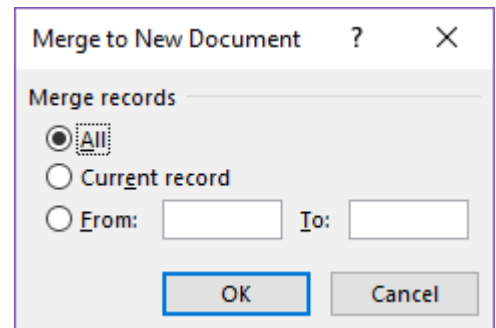 Merge to New Document ?
Merge records
All
Current record
From: To:
OK Cancel